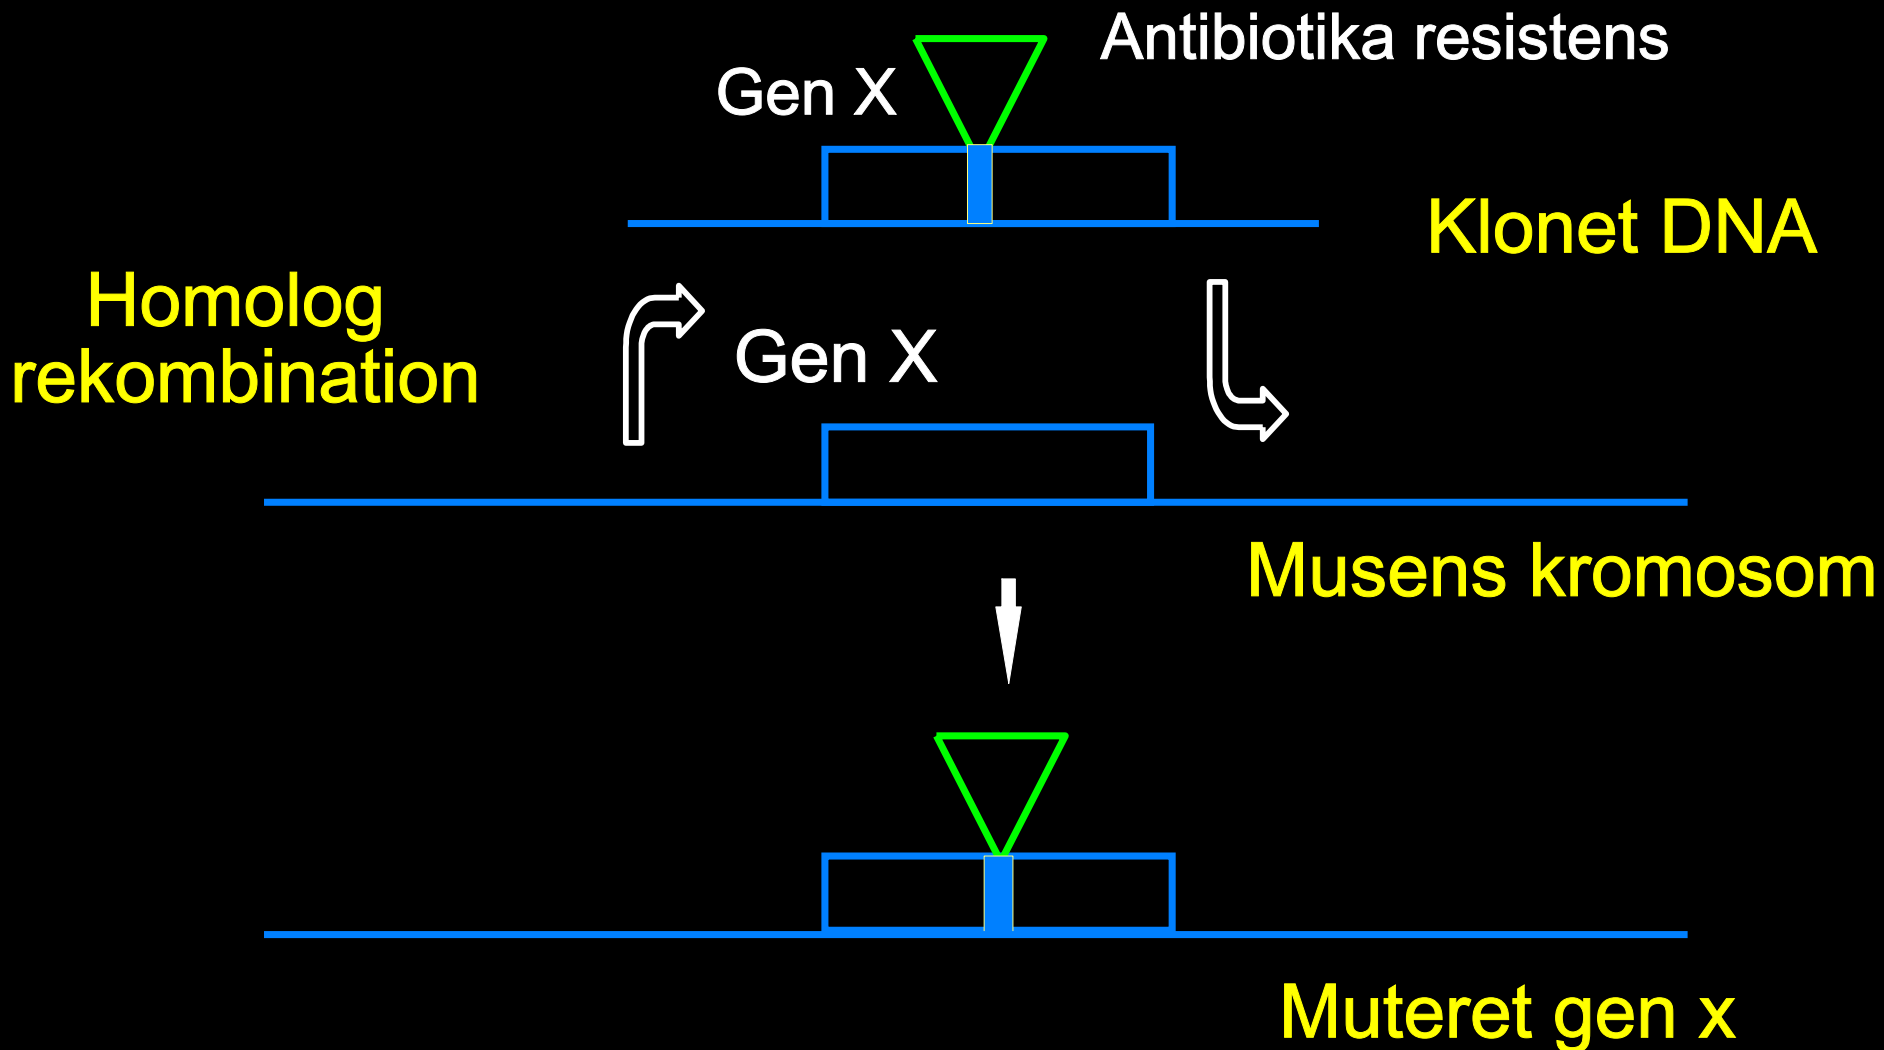 Antibiotika resistens
Gen X
Klonet DNA
Homolog
rekombination
Gen X
Musens kromosom
Muteret gen x